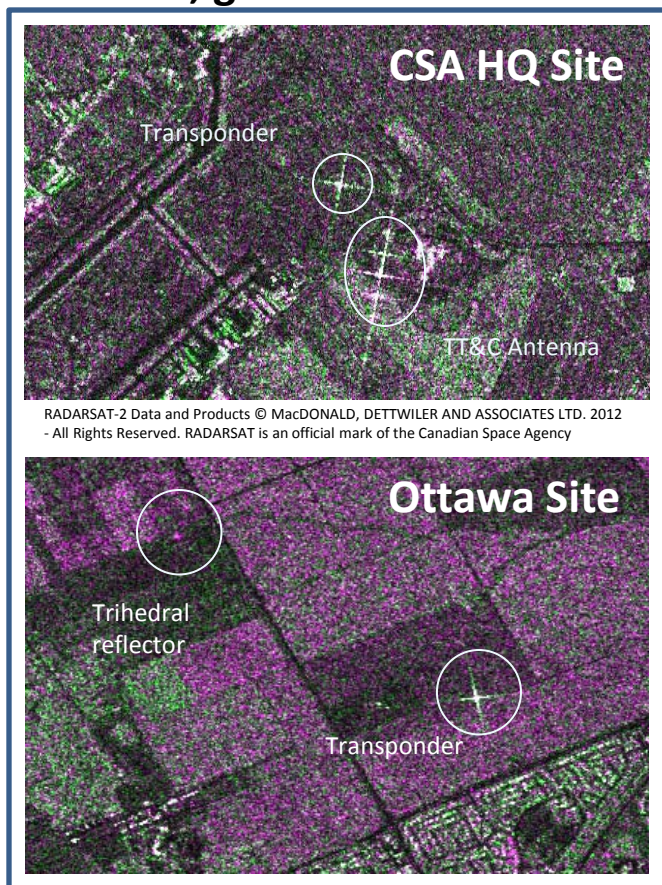 CSA HQ Site
Transponder
TT&C Antenna
RADARSAT-2 Data and Products © MacDONALD, DETTWILER AND ASSOCIATES LTD. 2012
- All Rights Reserved. RADARSAT is an official mark of the Canadian Space Agency
Ottawa Site
Trihedral
reflector
Transponder